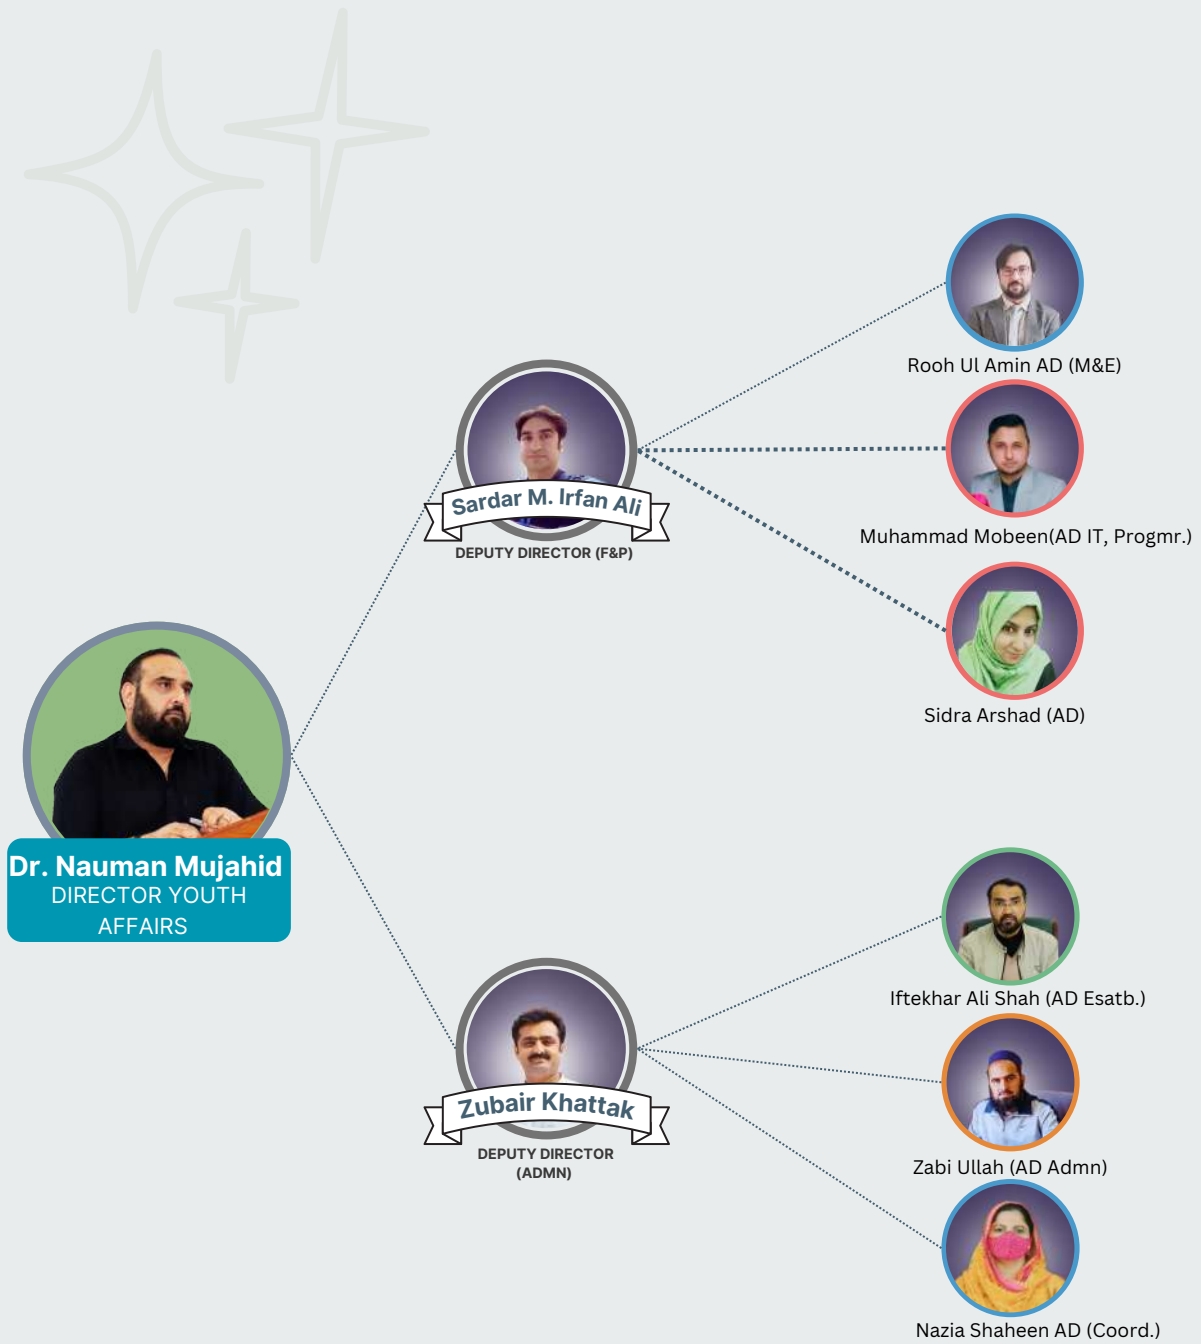 Rooh Ul Amin AD (M&E)
Muhammad Mobeen(AD IT, Progmr.)
Sardar M. Irfan Ali
DEPUTY DIRECTOR (F&P)
Sidra Arshad (AD)
Dr. Nauman Mujahid
DIRECTOR YOUTH
AFFAIRS
Iftekhar Ali Shah (AD Esatb.)
Zubair Khattak
DEPUTY DIRECTOR
(ADMN)
Zabi Ullah (AD Admn)
Nazia Shaheen AD (Coord.)